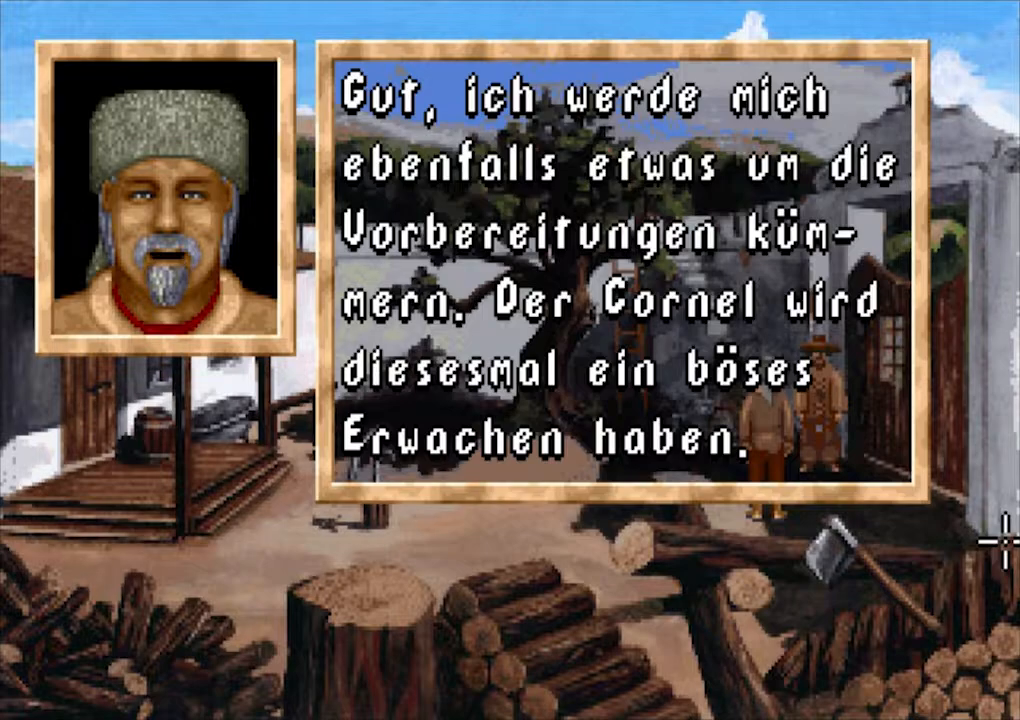 Gut, ich werde mich
ebenfalls etwas um die
Vorbereitungen küm-
mern. Der Cornel wird
diesesmal ein böses
Erwachen haben.